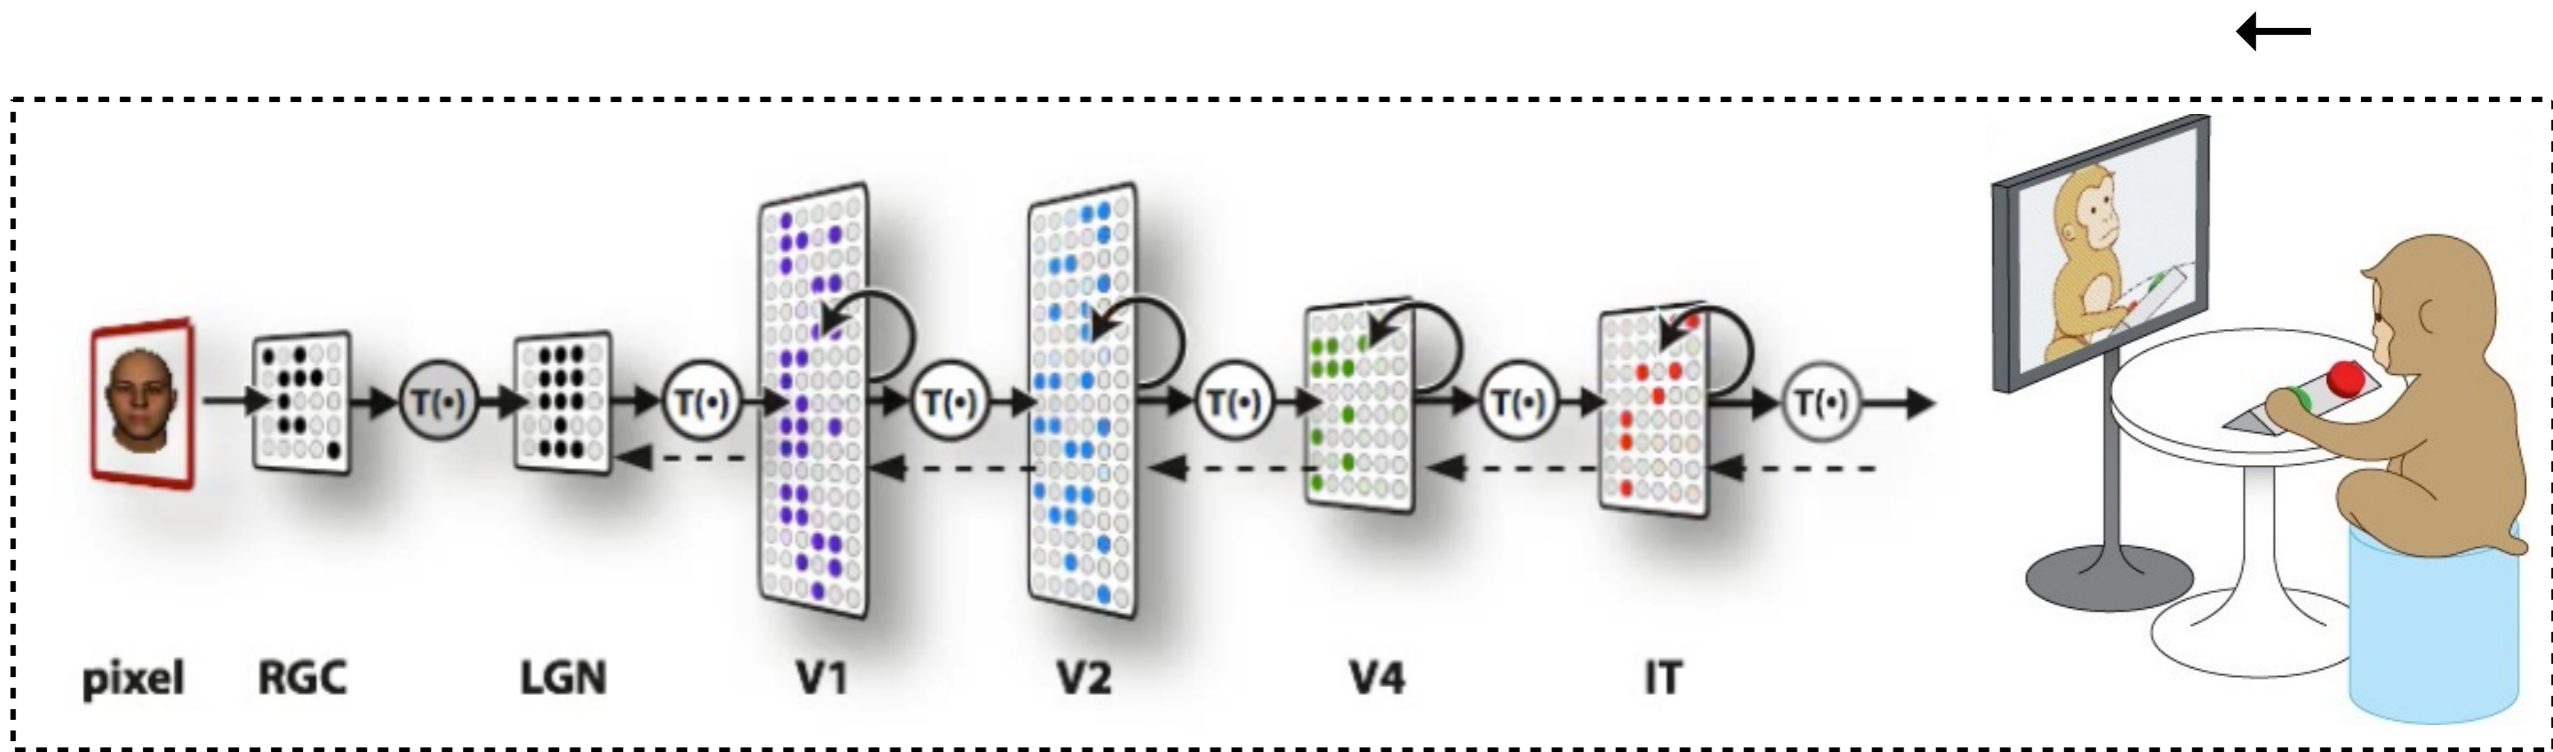 T(•) T(•) T(•) T(•) T(•) T(•)
pixel RGC LGN V1 V2 V4 IT